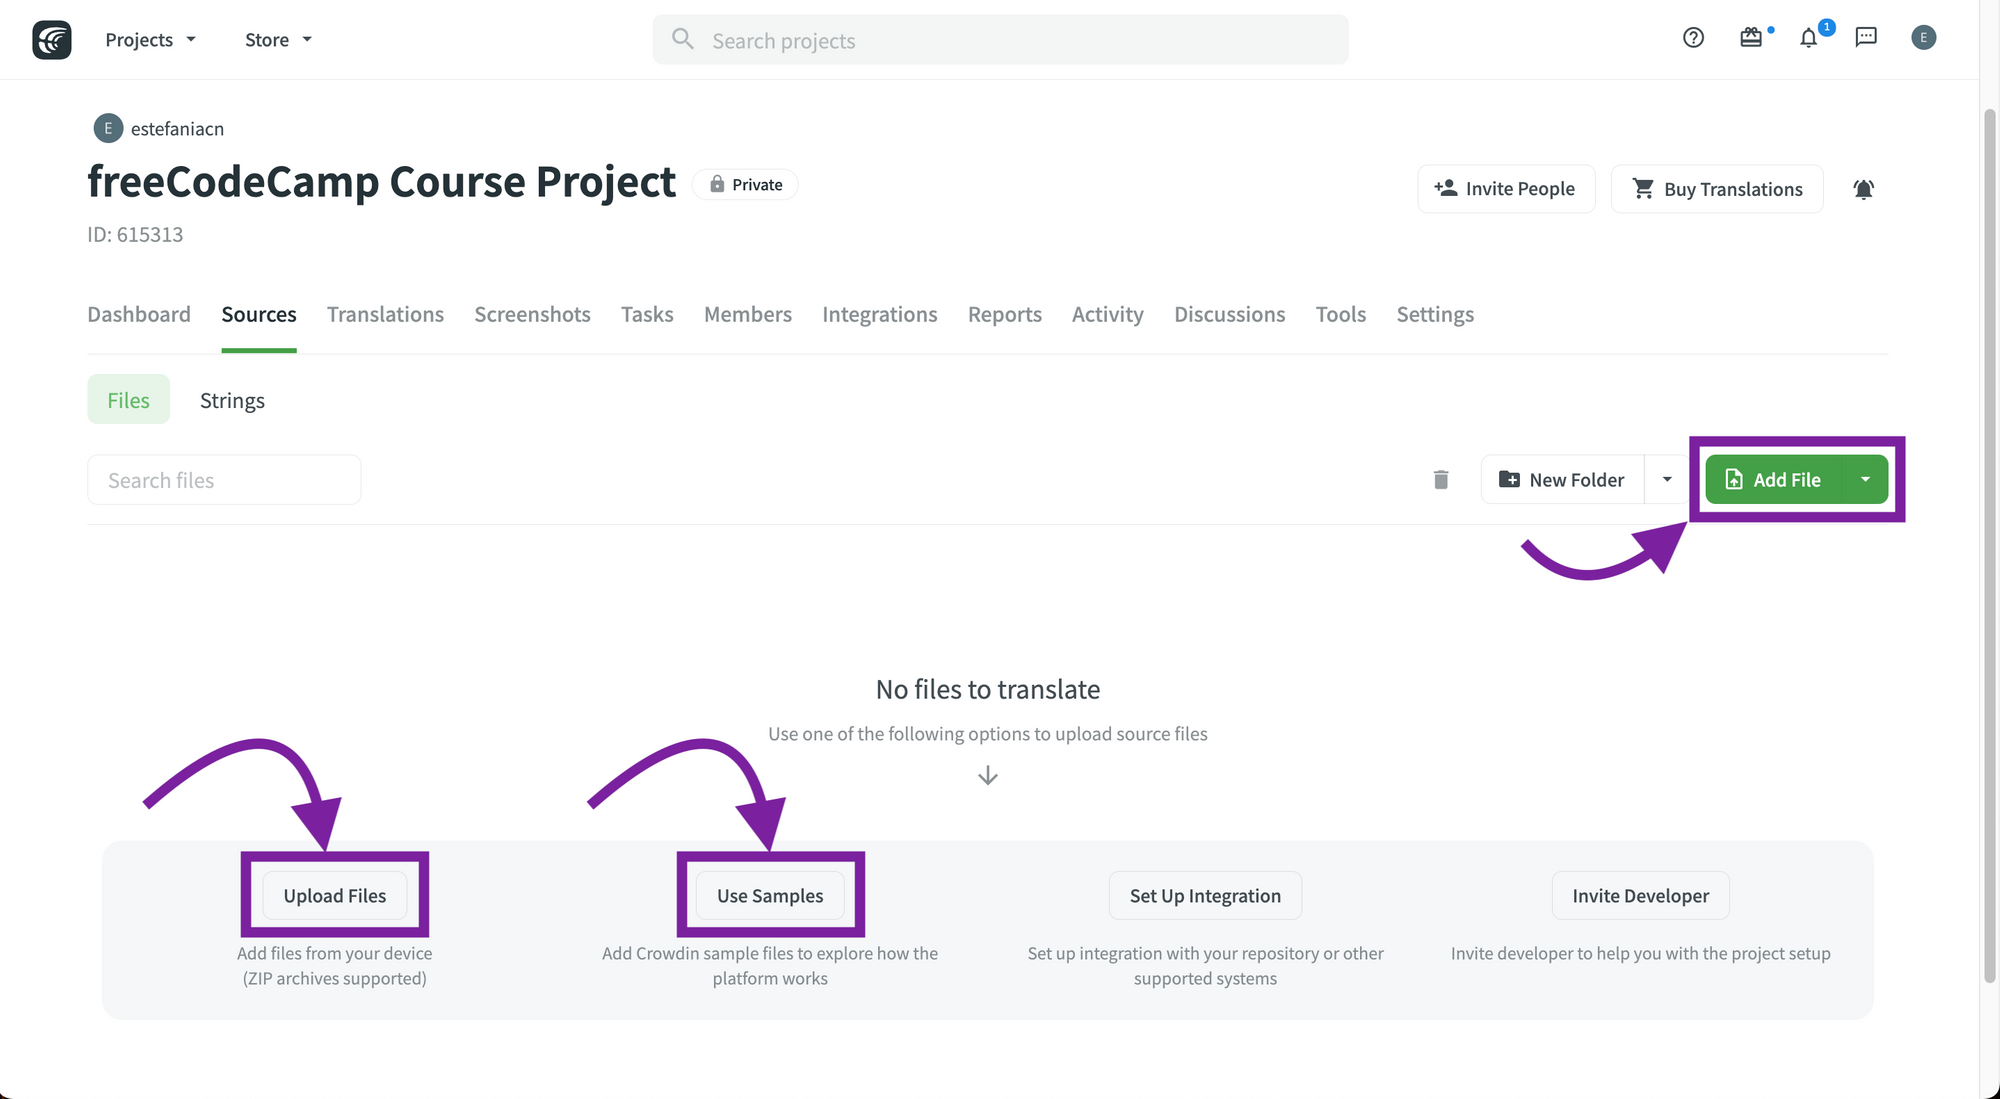 Projects
Store
Search projects
1
E
E
estefaniacn
freeCodeCamp Course Project
Private
Invite People
Buy Translations
ID: 615313
Dashboard
Sources
Translations
Screenshots
Tasks
Members
Integrations
Reports
Activity
Discussions
Tools
Settings
Files
Strings
Search files
New Folder
Add File
No files to translate
Use one of the following options to upload source files
Upload Files
Add files from your device
(ZIP archives supported)
Use Samples
Add Crowdin sample files to explore how the
platform works
Set Up Integration
Set up integration with your repository or other
supported systems
Invite Developer
Invite developer to help you with the project setup